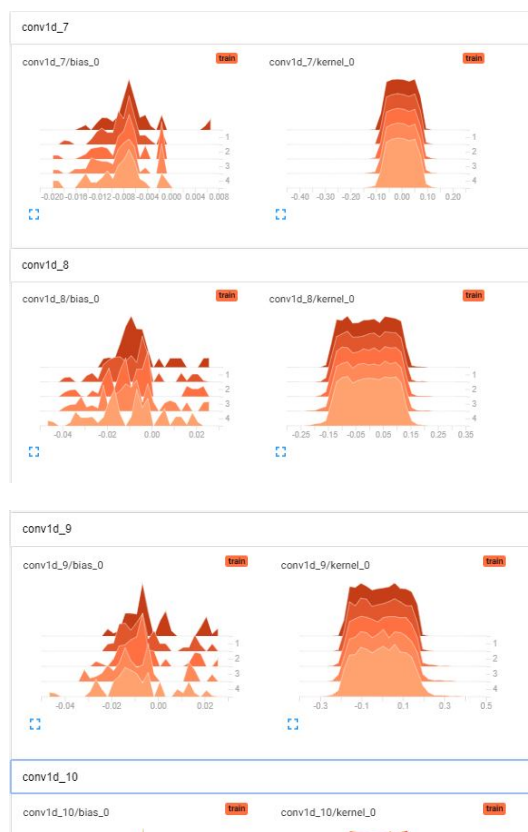 conv1d_7
conv1d_7/bias_0 train conv1d_7/kernel_0 train
1 1
2 2
3 3
4 4
-0.020 -0.016 -0.012 -0.008 -0.004 0.000 0.004 0.008 -0.40 -0.30 -0.20 -0.10 0.00 0.10 0.20
conv1d_8
conv1d_8/bias_0 train conv1d_8/kernel_0 train
1 1
2 2
3 3
4 4
-0.04 -0.02 0.00 0.02 -0.25 -0.15 -0.05 0.05 0.15 0.25 0.35
conv1d_9
conv1d_9/bias_0 train conv1d_9/kernel_0 train
1 1
2 2
3 3
4 4
-0.04 -0.02 0.00 0.02 -0.3 -0.1 0.1 0.3 0.5
conv1d_10
conv1d_10/bias_0 train conv1d_10/kernel_0 train